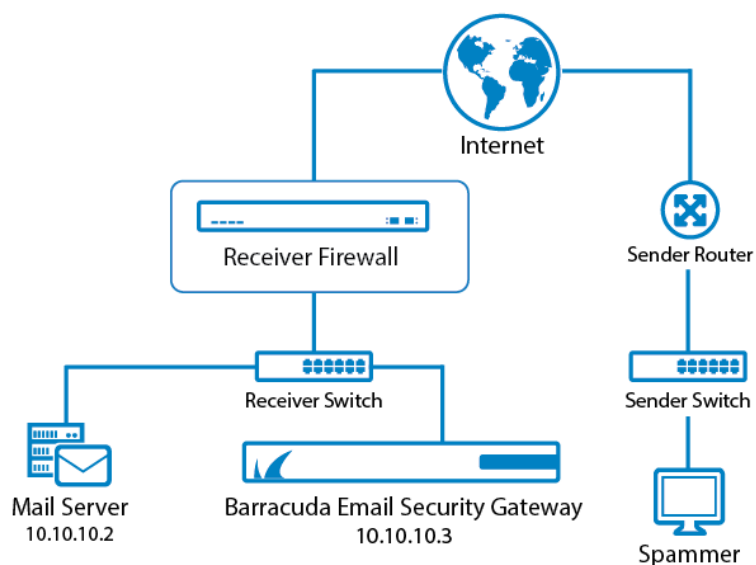 Internet
Receiver Firewall
Sender Router
Receiver Switch
Sender Switch
Mail Server
10.10.10.2
Barracuda Email Security Gateway
10.10.10.3
Spammer